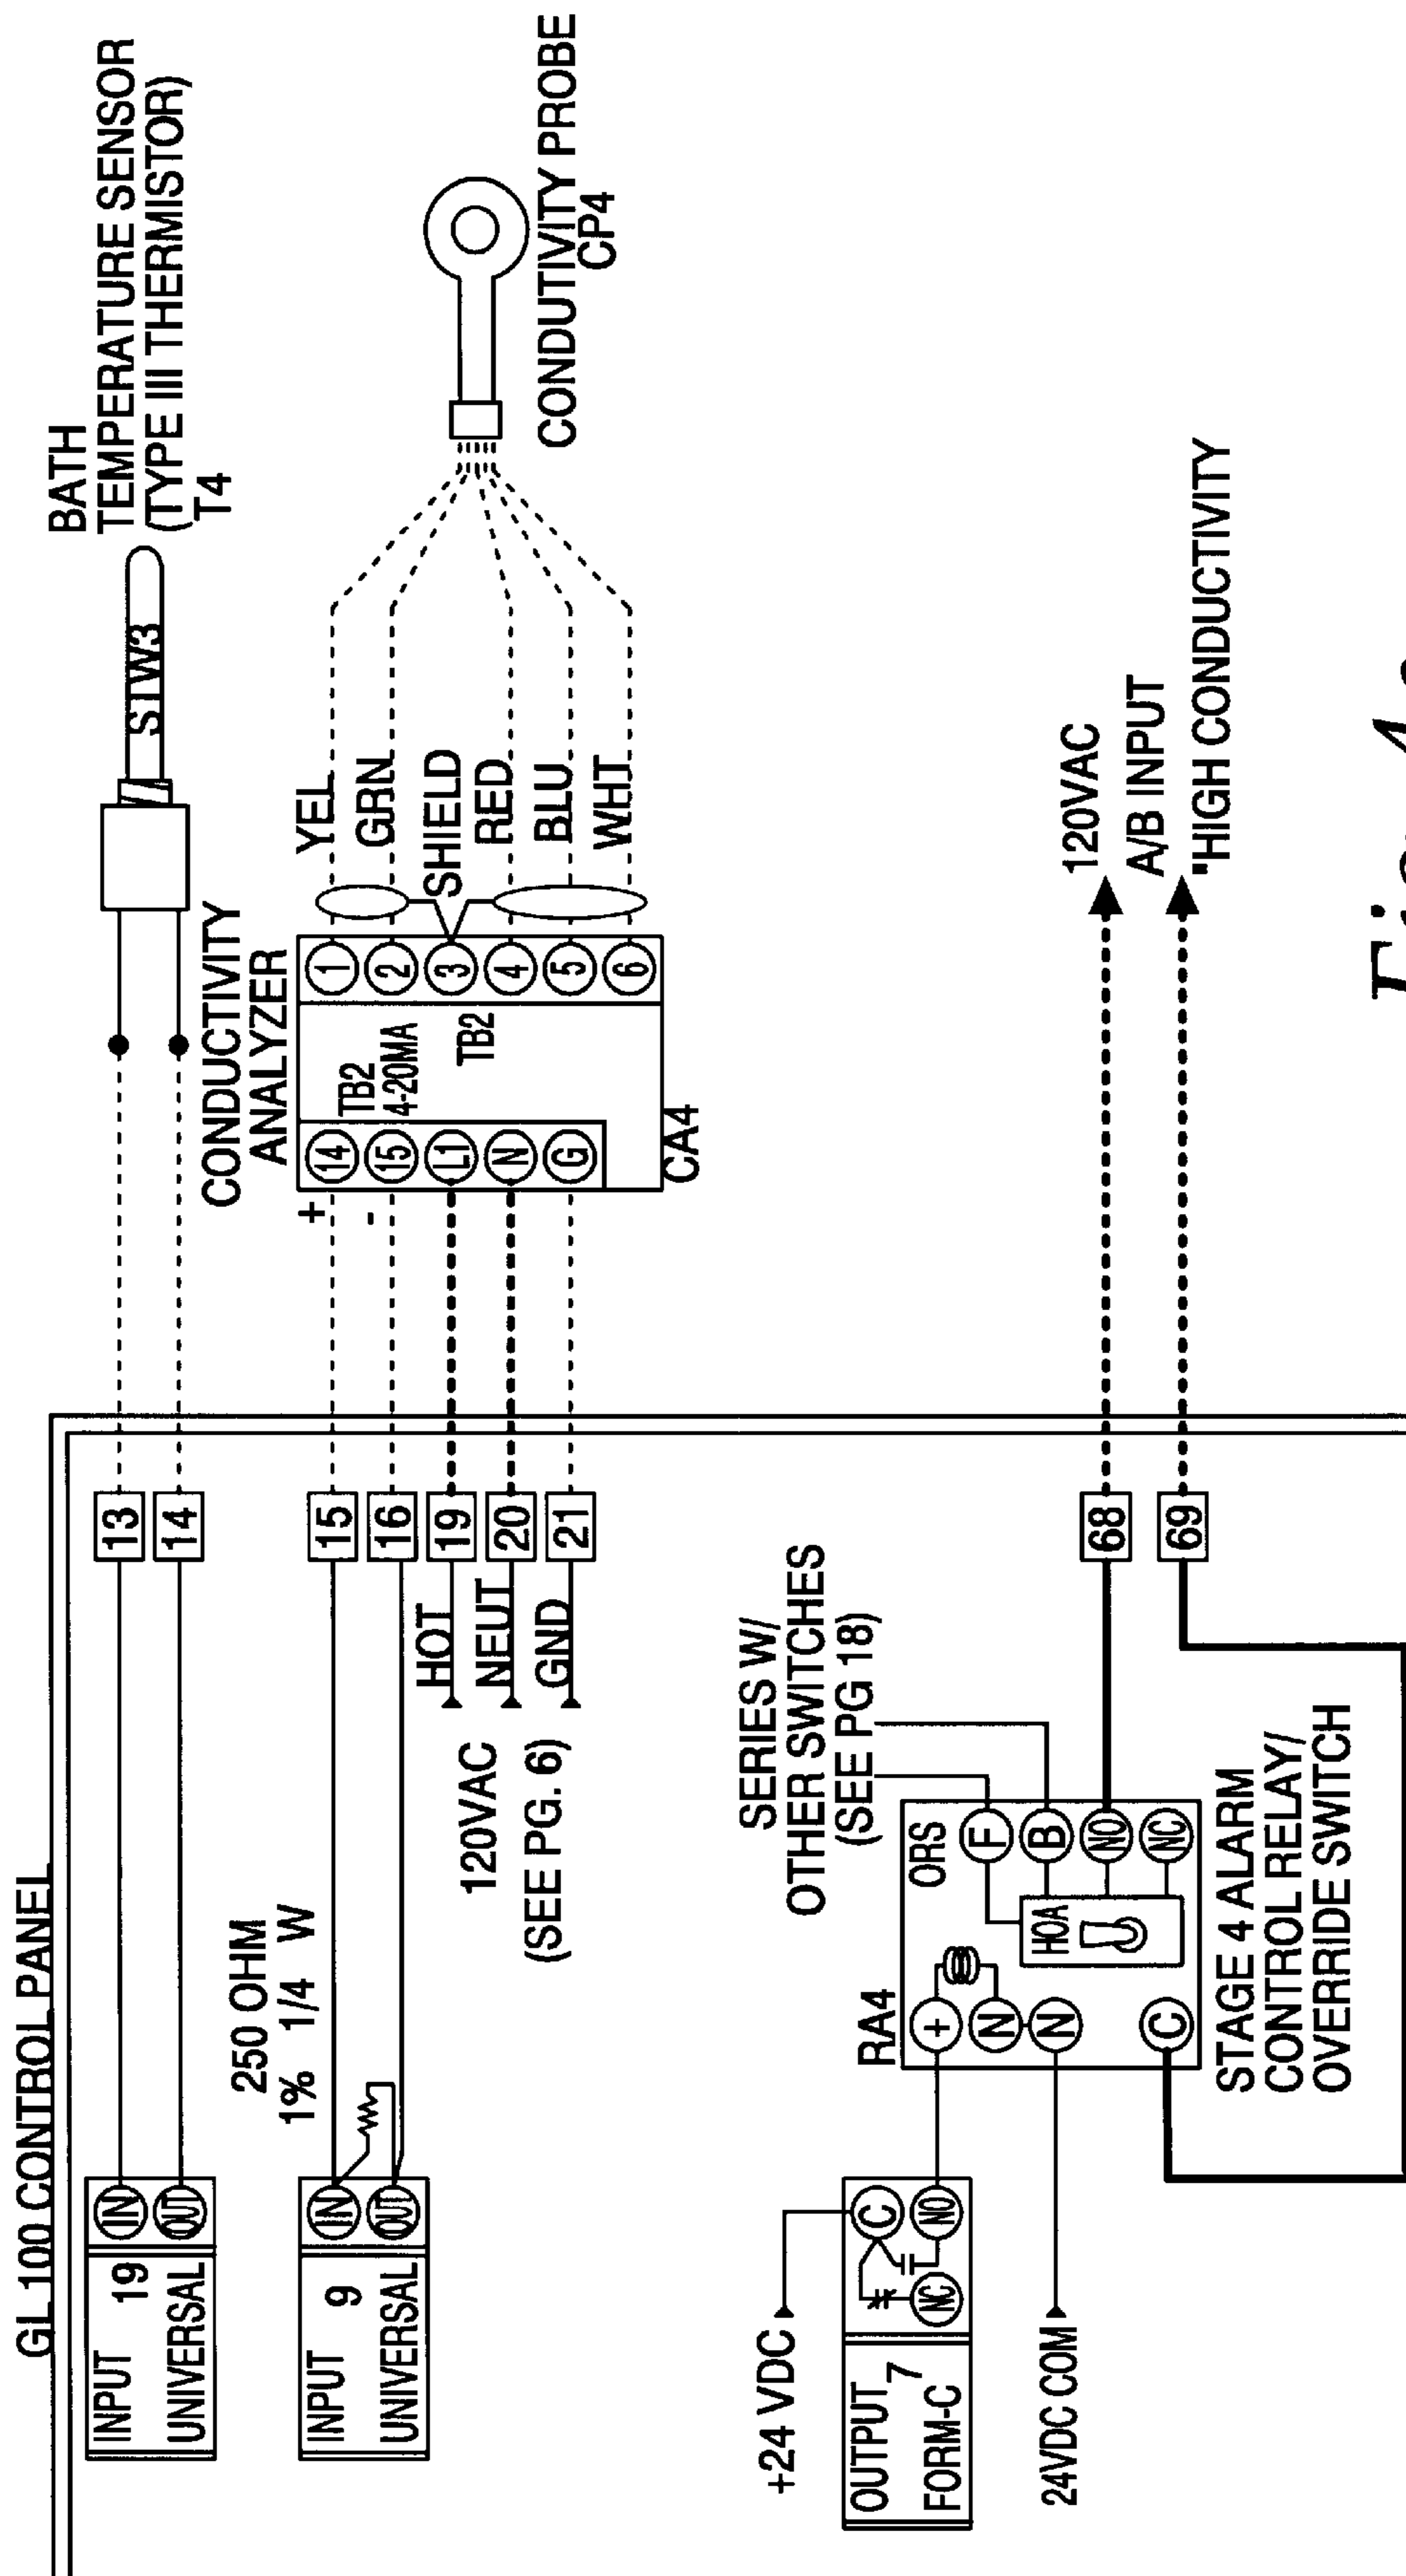 GL 100 CONTROL PANEL
INPUT
19
UNIVERSAL
IN
OUT
13
14
STW3
BATH
TEMPERATURE SENSOR
(TYPE III THERMISTOR)
T4
250 OHM
1% 1/4 W
INPUT
9
UNIVERSAL
IN
OUT
15
16
19
20
21
HOT
NEUT
GND
120VAC
(SEE PG. 6)
CONDUCTIVITY
ANALYZER
+
-
14
15
L1
N
G
TB2
4-20MA
TB2
1
2
3
4
5
6
CA4
YEL
GRN
SHIELD
RED
BLU
WHT
CONDUTIVITY PROBE
CP4
SERIES W/
OTHER SWITCHES
(SEE PG 18)
+24 VDC
OUTPUT
7
FORM-C
C
NO
NC
24VDC COM
RA4
ORS
+
N
N
C
HOA
F
B
NO
NC
STAGE 4 ALARM
CONTROL RELAY/
OVERRIDE SWITCH
68
69
120VAC
A/B INPUT
"HIGH CONDUCTIVITY